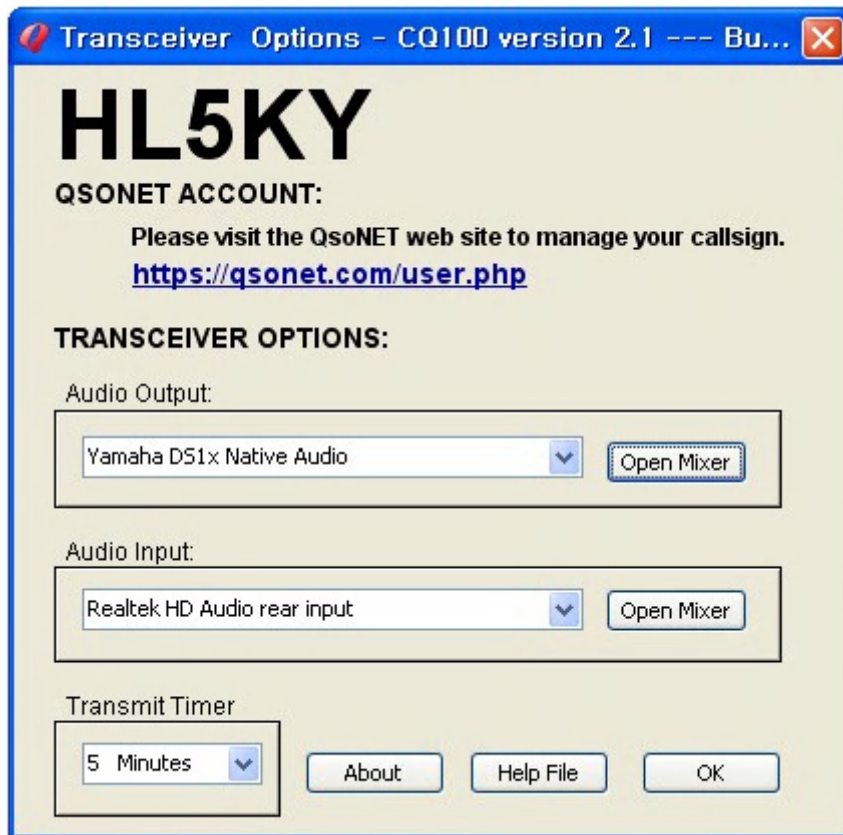 Transceiver Options - CQ100 version 2.1 --- Bu...
HL5KY
QSONET ACCOUNT:
Please visit the QsoNET web site to manage your callsign.
https://qsonet.com/user.php
TRANSCEIVER OPTIONS:
Audio Output:
Yamaha DS1x Native Audio
Open Mixer
Audio Input:
Realtek HD Audio rear input
Open Mixer
Transmit Timer
5 Minutes
About
Help File
OK